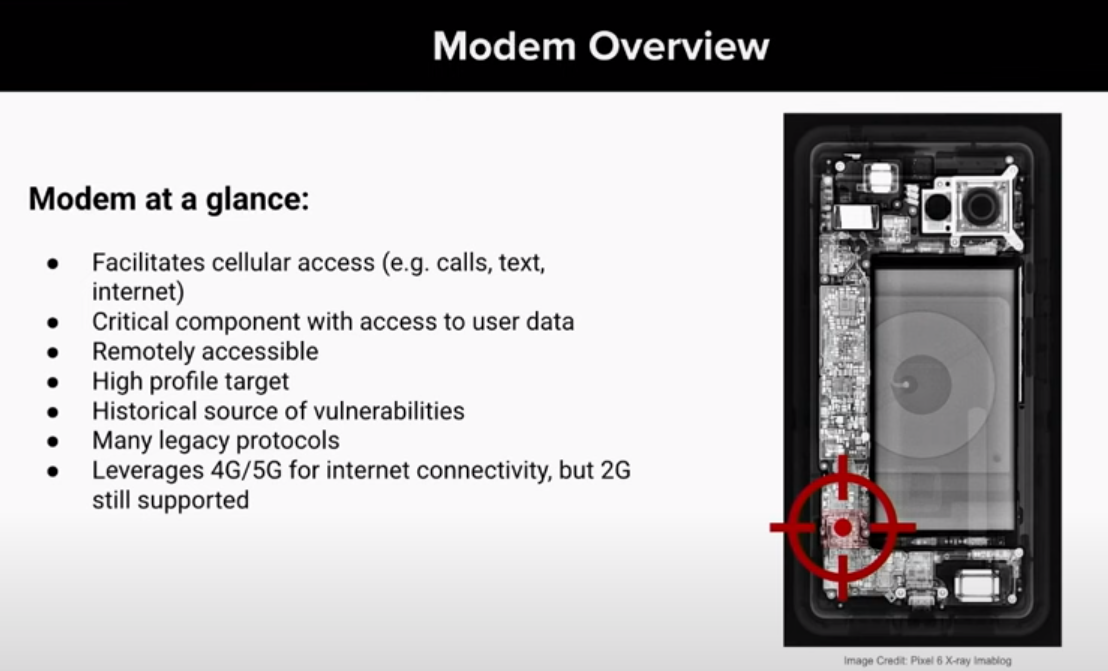 Modem Overview
Modem at a glance:
● Facilitates cellular access (e.g. calls, text,
internet)
● Critical component with access to user data
● Remotely accessible
● High profile target
● Historical source of vulnerabilities
● Many legacy protocols
● Leverages 4G/5G for internet connectivity, but 2G
still supported
Image Credit: Pixel 6 X-ray Imablog